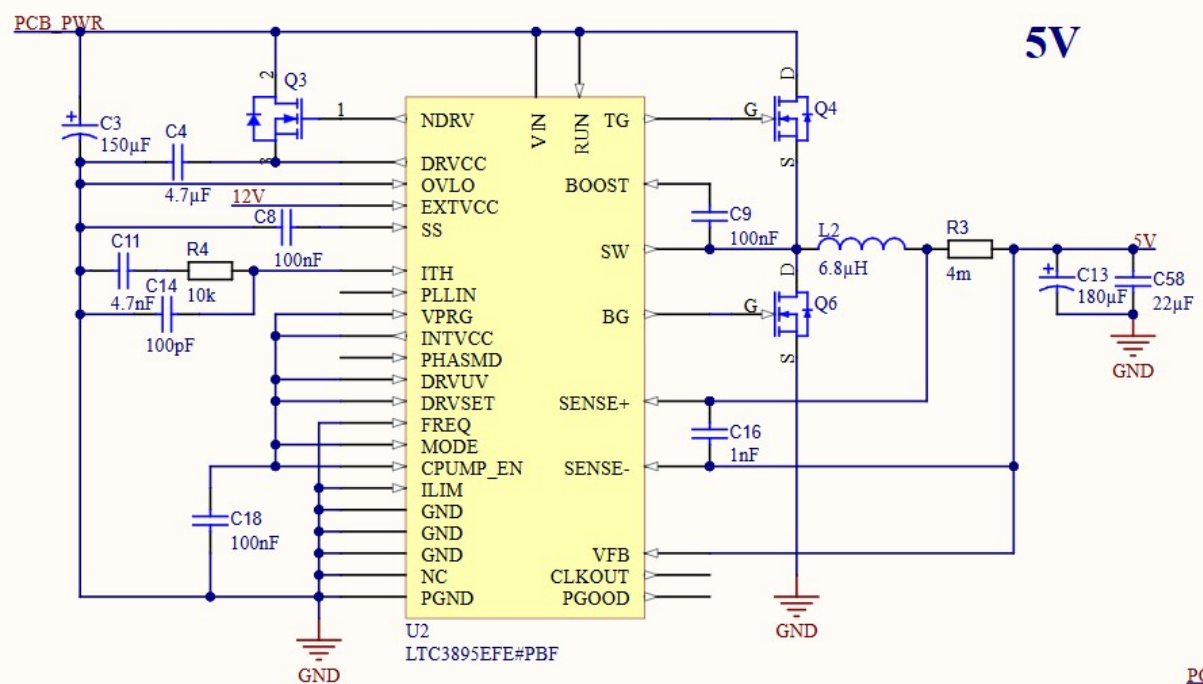 PCB_PWR
5V
2
Q3
1
3
C3
150µF
C4
4.7µF
12V
C8
100nF
C11
4.7nF
R4
10k
C14
100pF
C18
100nF
NDRV
DRVCC
OVLO
EXTVCC
SS
ITH
PLLIN
VPRG
INTVCC
PHASMD
DRVUV
DRVSET
FREQ
MODE
CPUMP_EN
ILIM
GND
GND
GND
NC
PGND
VIN
RUN
TG
BOOST
SW
BG
SENSE+
SENSE-
VFB
CLKOUT
PGOOD
U2
LTC3895EFE#PBF
GND
D
G
Q4
S
C9
100nF
L2
6.8µH
R3
4m
5V
D
G
Q6
S
C13
180µF
C58
22µF
GND
C16
1nF
GND